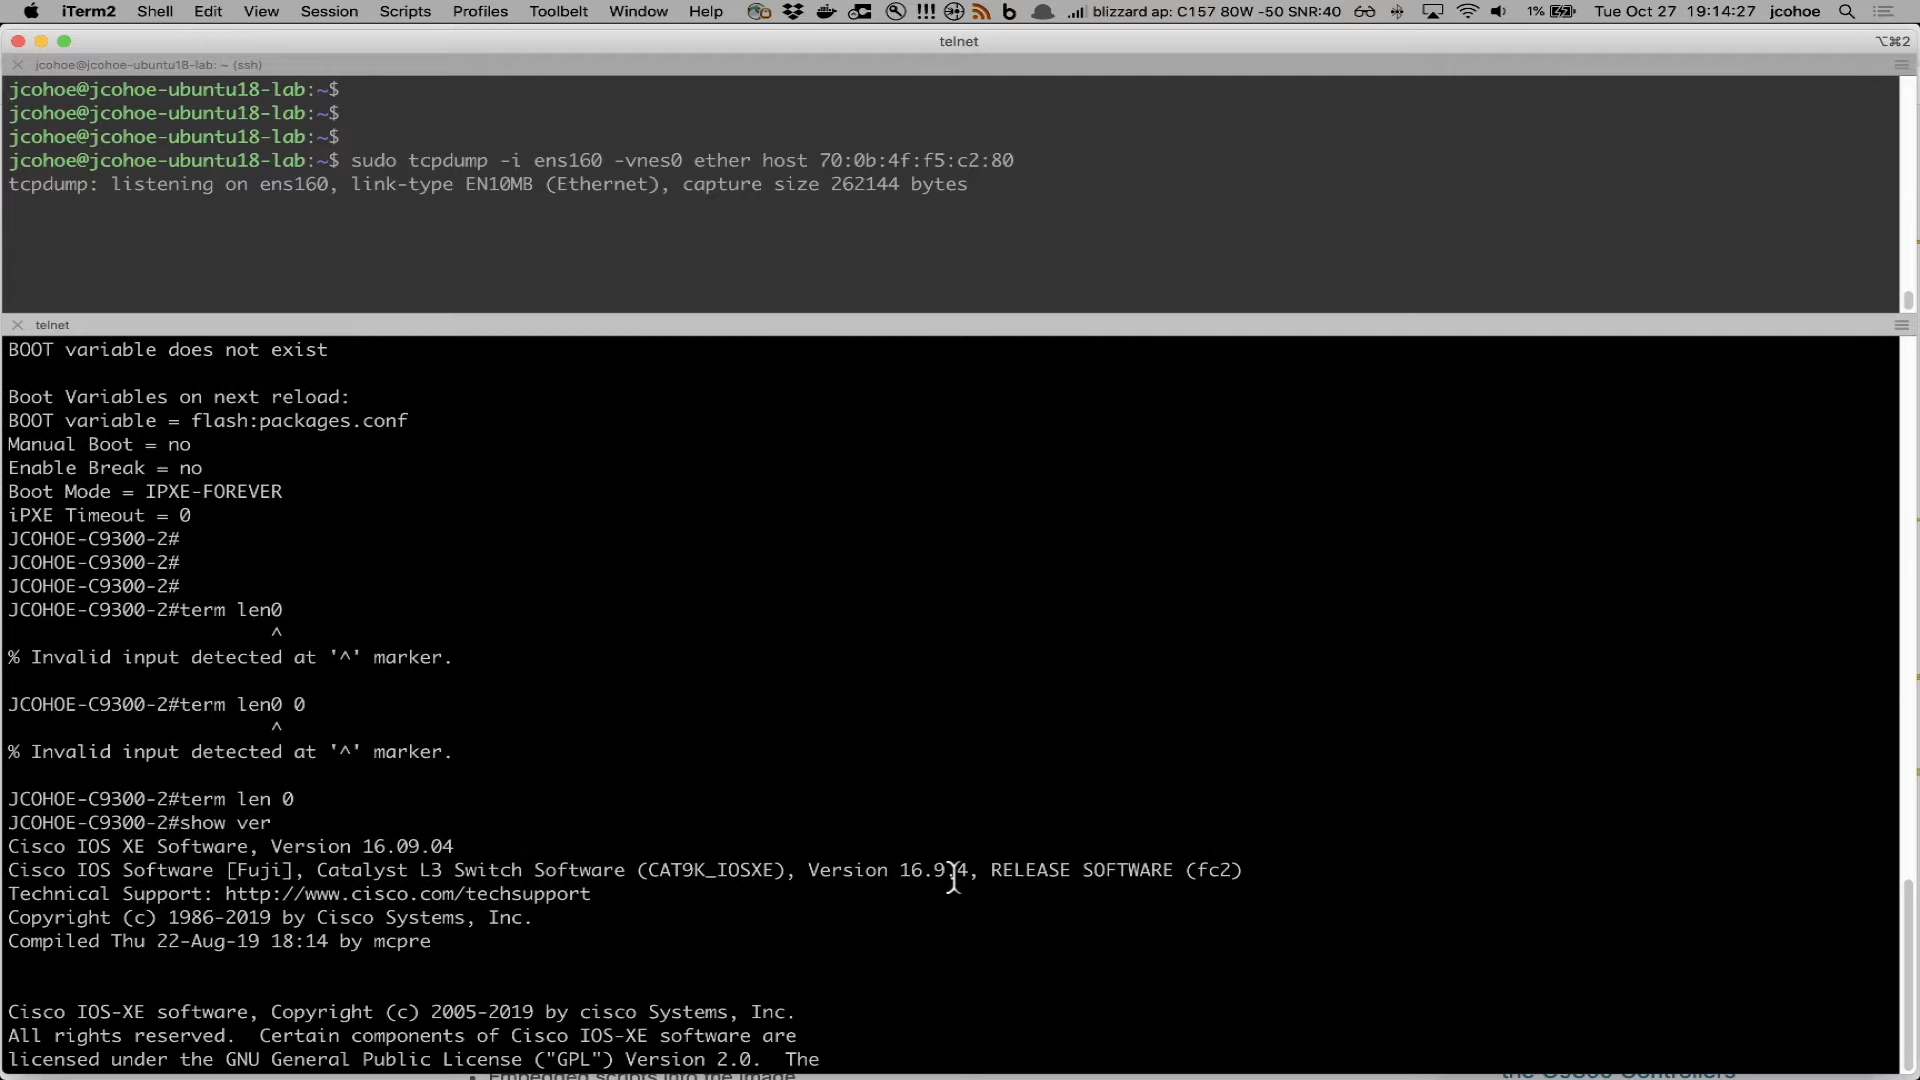 iTerm2 Shell Edit View Session Scripts Profiles Toolbelt Window Help !!! b blizzard ap: C157 80W -50 SNR:40 1% Tue Oct 27 19:14:27 jcohoe
telnet ⌥⌘2
jcohoe@jcohoe-ubuntu18-lab: ~ (ssh)
jcohoe@jcohoe-ubuntu18-lab:~$
jcohoe@jcohoe-ubuntu18-lab:~$
jcohoe@jcohoe-ubuntu18-lab:~$
jcohoe@jcohoe-ubuntu18-lab:~$ sudo tcpdump -i ens160 -vnes0 ether host 70:0b:4f:f5:c2:80
tcpdump: listening on ens160, link-type EN10MB (Ethernet), capture size 262144 bytes
telnet
BOOT variable does not exist
Boot Variables on next reload:
BOOT variable = flash:packages.conf
Manual Boot = no
Enable Break = no
Boot Mode = IPXE-FOREVER
iPXE Timeout = 0
JCOHOE-C9300-2#
JCOHOE-C9300-2#
JCOHOE-C9300-2#
JCOHOE-C9300-2#term len0
^
% Invalid input detected at '^' marker.
JCOHOE-C9300-2#term len0 0
^
% Invalid input detected at '^' marker.
JCOHOE-C9300-2#term len 0
JCOHOE-C9300-2#show ver
Cisco IOS XE Software, Version 16.09.04
Cisco IOS Software [Fuji], Catalyst L3 Switch Software (CAT9K_IOSXE), Version 16.9.4, RELEASE SOFTWARE (fc2)
Technical Support: http://www.cisco.com/techsupport
Copyright (c) 1986-2019 by Cisco Systems, Inc.
Compiled Thu 22-Aug-19 18:14 by mcpre
Cisco IOS-XE software, Copyright (c) 2005-2019 by cisco Systems, Inc.
All rights reserved.  Certain components of Cisco IOS-XE software are
licensed under the GNU General Public License ("GPL") Version 2.0.  The